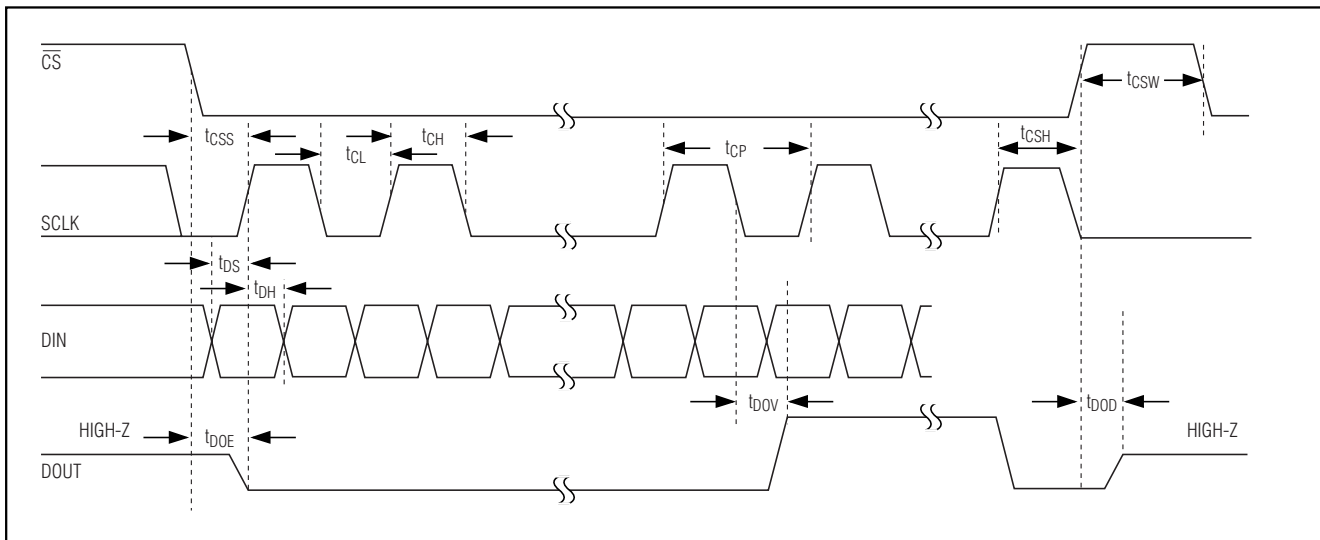 CS
tCSW
tCSS
tCH
tCSH
tCL
tCP
SCLK
tDS
tDH
DIN
tDOV
tDOD
HIGH-Z
HIGH-Z
tDOE
DOUT